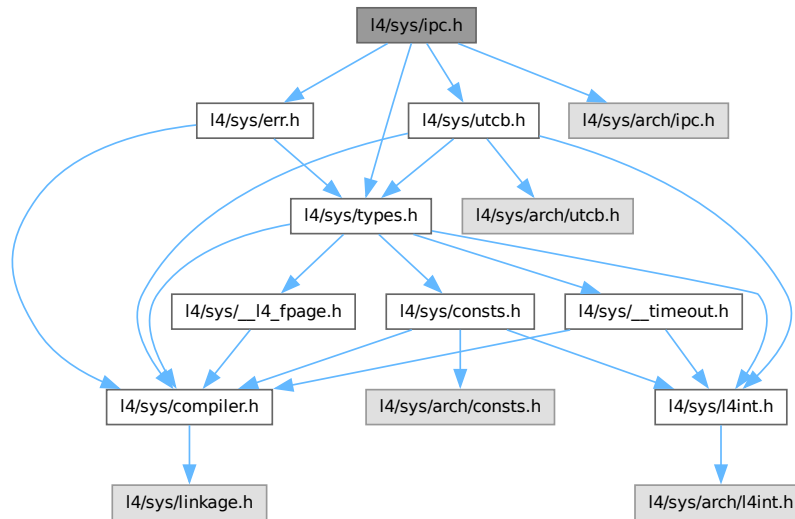 l4/sys/ipc.h
l4/sys/err.h
l4/sys/utcb.h
l4/sys/arch/ipc.h
l4/sys/types.h
l4/sys/arch/utcb.h
l4/sys/__l4_fpage.h
l4/sys/consts.h
l4/sys/__timeout.h
l4/sys/compiler.h
l4/sys/arch/consts.h
l4/sys/l4int.h
l4/sys/linkage.h
l4/sys/arch/l4int.h